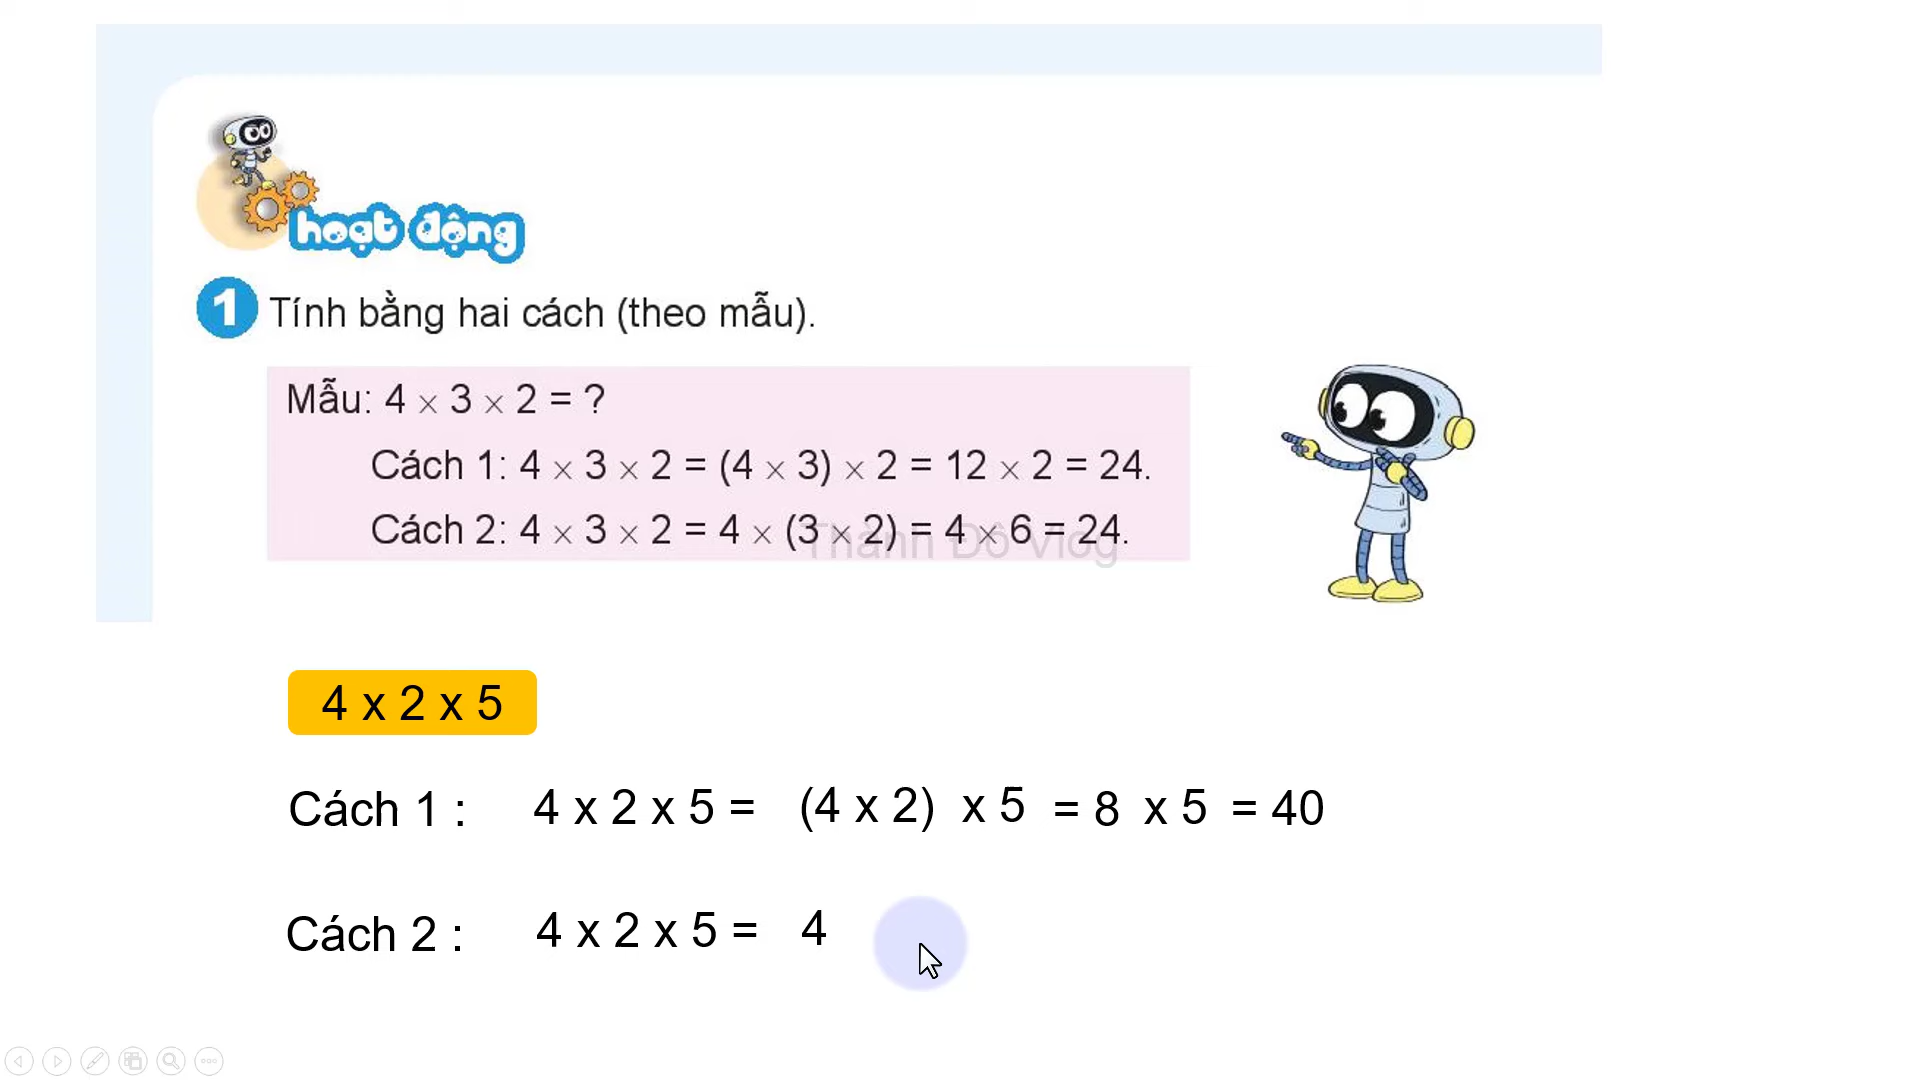 hoạt động
1 Tính bằng hai cách (theo mẫu).
Mẫu: 4 × 3 × 2 = ?
Cách 1: 4 × 3 × 2 = (4 × 3) × 2 = 12 × 2 = 24.
Cách 2: 4 × 3 × 2 = 4 × (3 × 2) = 4 × 6 = 24.
Thành Đô Vlog
4 x 2 x 5
Cách 1 : 4 x 2 x 5 = (4 x 2) x 5 = 8 x 5 = 40
Cách 2 : 4 x 2 x 5 = 4